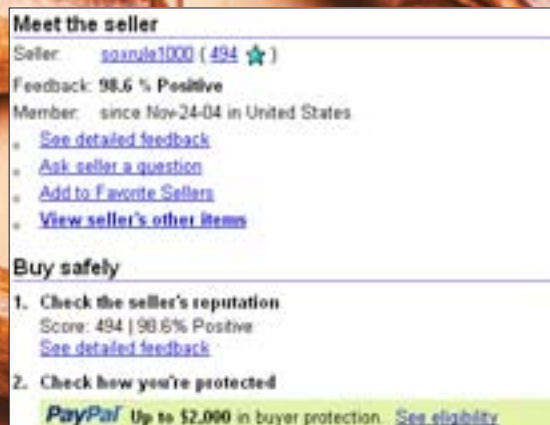 Meet the seller
Seller: soxrule1000 ( 494 )
Feedback: 98.6 % Positive
Member: since Nov-24-04 in United States
See detailed feedback
Ask seller a question
Add to Favorite Sellers
View seller's other items
Buy safely
1. Check the seller's reputation
Score: 494 | 98.6% Positive
See detailed feedback
2. Check how you're protected
PayPal Up to $2,000 in buyer protection. See eligibility